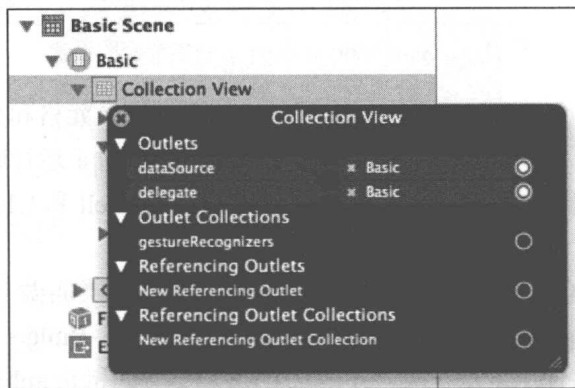 ▼ Basic Scene
▼ Basic
▼ Collection View
Collection View
▼ Outlets
dataSource × Basic
delegate × Basic
▼ Outlet Collections
gestureRecognizers
▼ Referencing Outlets
New Referencing Outlet
▼ Referencing Outlet Collections
New Referencing Outlet Collection
F
E